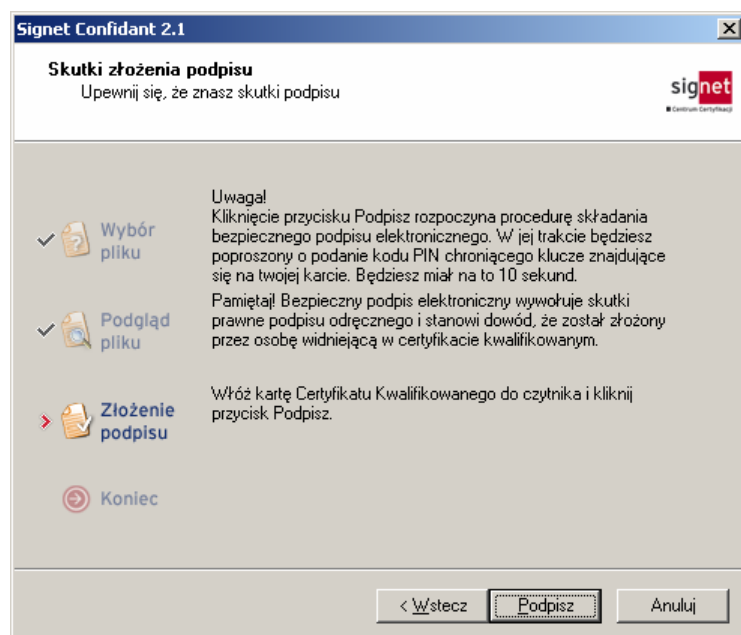 Signet Confidant 2.1
Skutki złożenia podpisu
Upewnij się, że znasz skutki podpisu
signet
Centrum Certyfikacji
Uwaga!
Kliknięcie przycisku Podpisz rozpoczyna procedurę składania
bezpiecznego podpisu elektronicznego. W jej trakcie będziesz
poproszony o podanie kodu PIN chroniącego klucze znajdujące
się na twojej karcie. Będziesz miał na to 10 sekund.
Pamiętaj! Bezpieczny podpis elektroniczny wywołuje skutki
prawne podpisu odręcznego i stanowi dowód, że został złożony
przez osobę widniejącą w certyfikacie kwalifikowanym.
Włóż kartę Certyfikatu Kwalifikowanego do czytnika i kliknij
przycisk Podpisz.
Wybór
pliku
Podgląd
pliku
Złożenie
podpisu
Koniec
< Wstecz
Podpisz
Anuluj